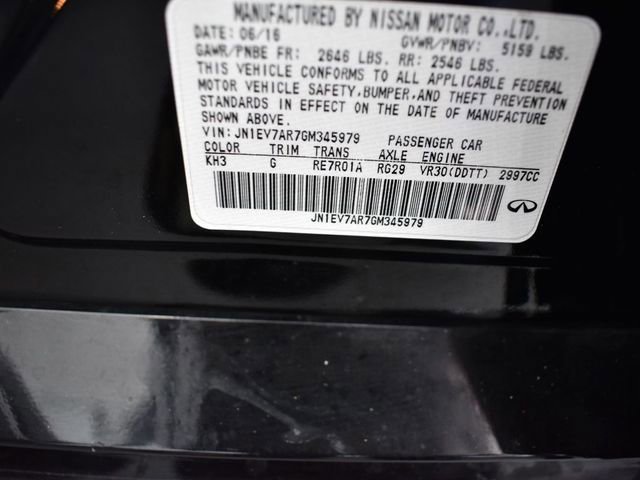 MANUFACTURED BY NISSAN MOTOR CO.,LTD.
DATE: 06/16 GVWR/PNBV: 5159 LBS.
GAWR/PNBE FR: 2646 LBS. RR: 2546 LBS.
THIS VEHICLE CONFORMS TO ALL APPLICABLE FEDERAL
MOTOR VEHICLE SAFETY,BUMPER,AND THEFT PREVENTION
STANDARDS IN EFFECT ON THE DATE OF MANUFACTURE
SHOWN ABOVE.
VIN: JN1EV7AR7GM345979 PASSENGER CAR
COLOR TRIM TRANS AXLE ENGINE
KH3 G RE7R01A RG29 VR30(DDTT) 2997CC
JN1EV7AR7GM345979